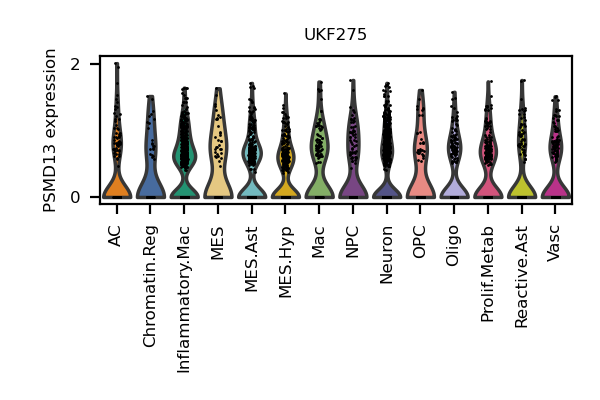 UKF275
PSMD13 expression
2
0
AC
Chromatin.Reg
Inflammatory.Mac
MES
MES.Ast
MES.Hyp
Mac
NPC
Neuron
OPC
Oligo
Prolif.Metab
Reactive.Ast
Vasc